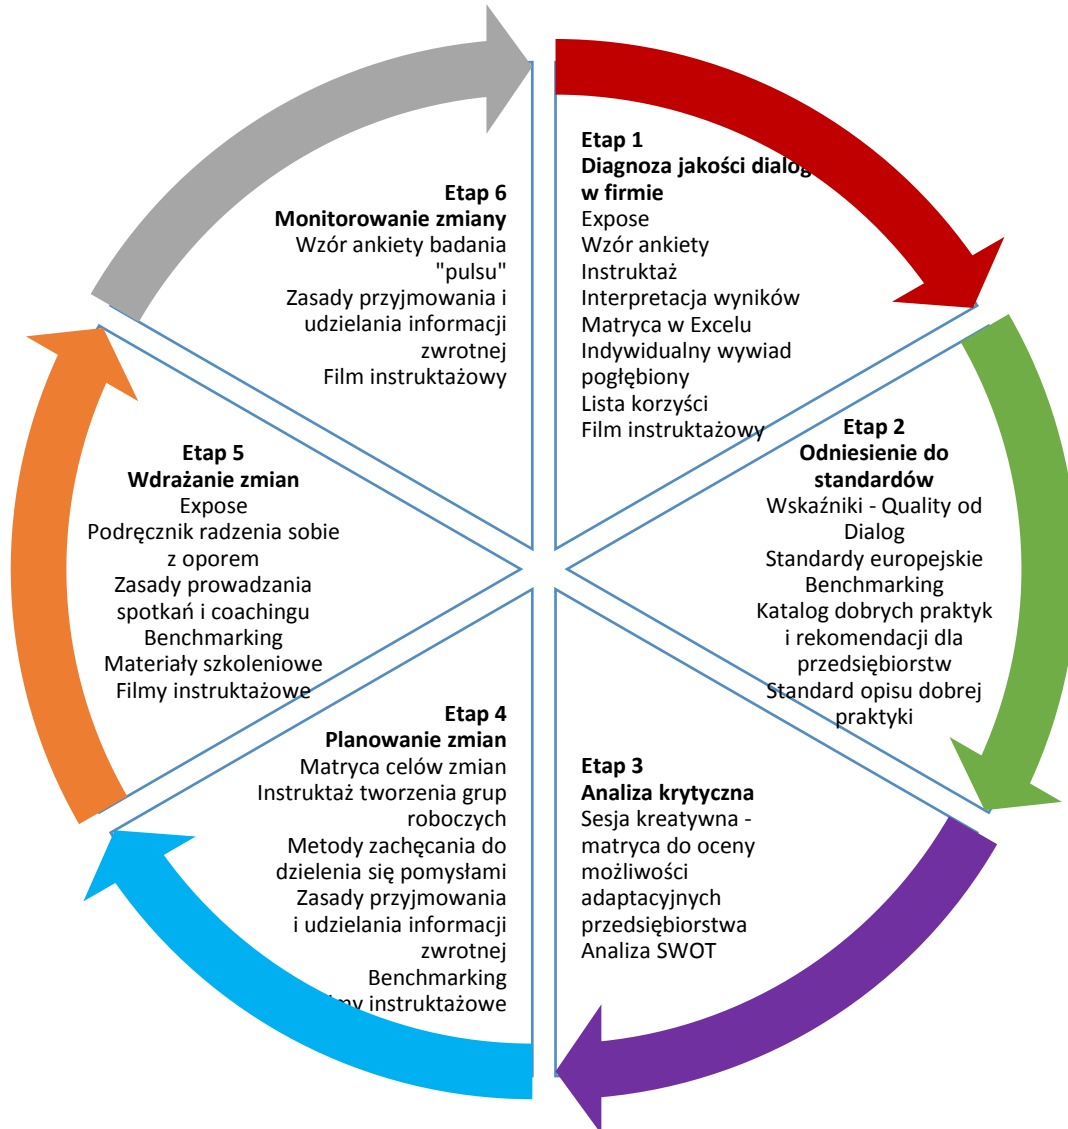 Etap 1
Diagnoza jakości dialog
w firmie
Expose
Wzór ankiety
Instruktaż
Interpretacja wyników
Matryca w Excelu
Indywidualny wywiad
pogłębiony
Lista korzyści
Film instruktażowy
Etap 2
Odniesienie do
standardów
Wskaźniki - Quality od
Dialog
Standardy europejskie
Benchmarking
Katalog dobrych praktyk
i rekomendacji dla
przedsiębiorstw
Standard opisu dobrej
praktyki
Etap 3
Analiza krytyczna
Sesja kreatywna -
matryca do oceny
możliwości
adaptacyjnych
przedsiębiorstwa
Analiza SWOT
Etap 4
Planowanie zmian
Matryca celów zmian
Instruktaż tworzenia grup
roboczych
Metody zachęcania do
dzielenia się pomysłami
Zasady przyjmowania
i udzielania informacji
zwrotnej
Benchmarking
instruktażowe
Etap 5
Wdrażanie zmian
Expose
Podręcznik radzenia sobie
z oporem
Zasady prowadzania
spotkań i coachingu
Benchmarking
Materiały szkoleniowe
Filmy instruktażowe
Etap 6
Monitorowanie zmiany
Wzór ankiety badania
"pulsu"
Zasady przyjmowania i
udzielania informacji
zwrotnej
Film instruktażowy